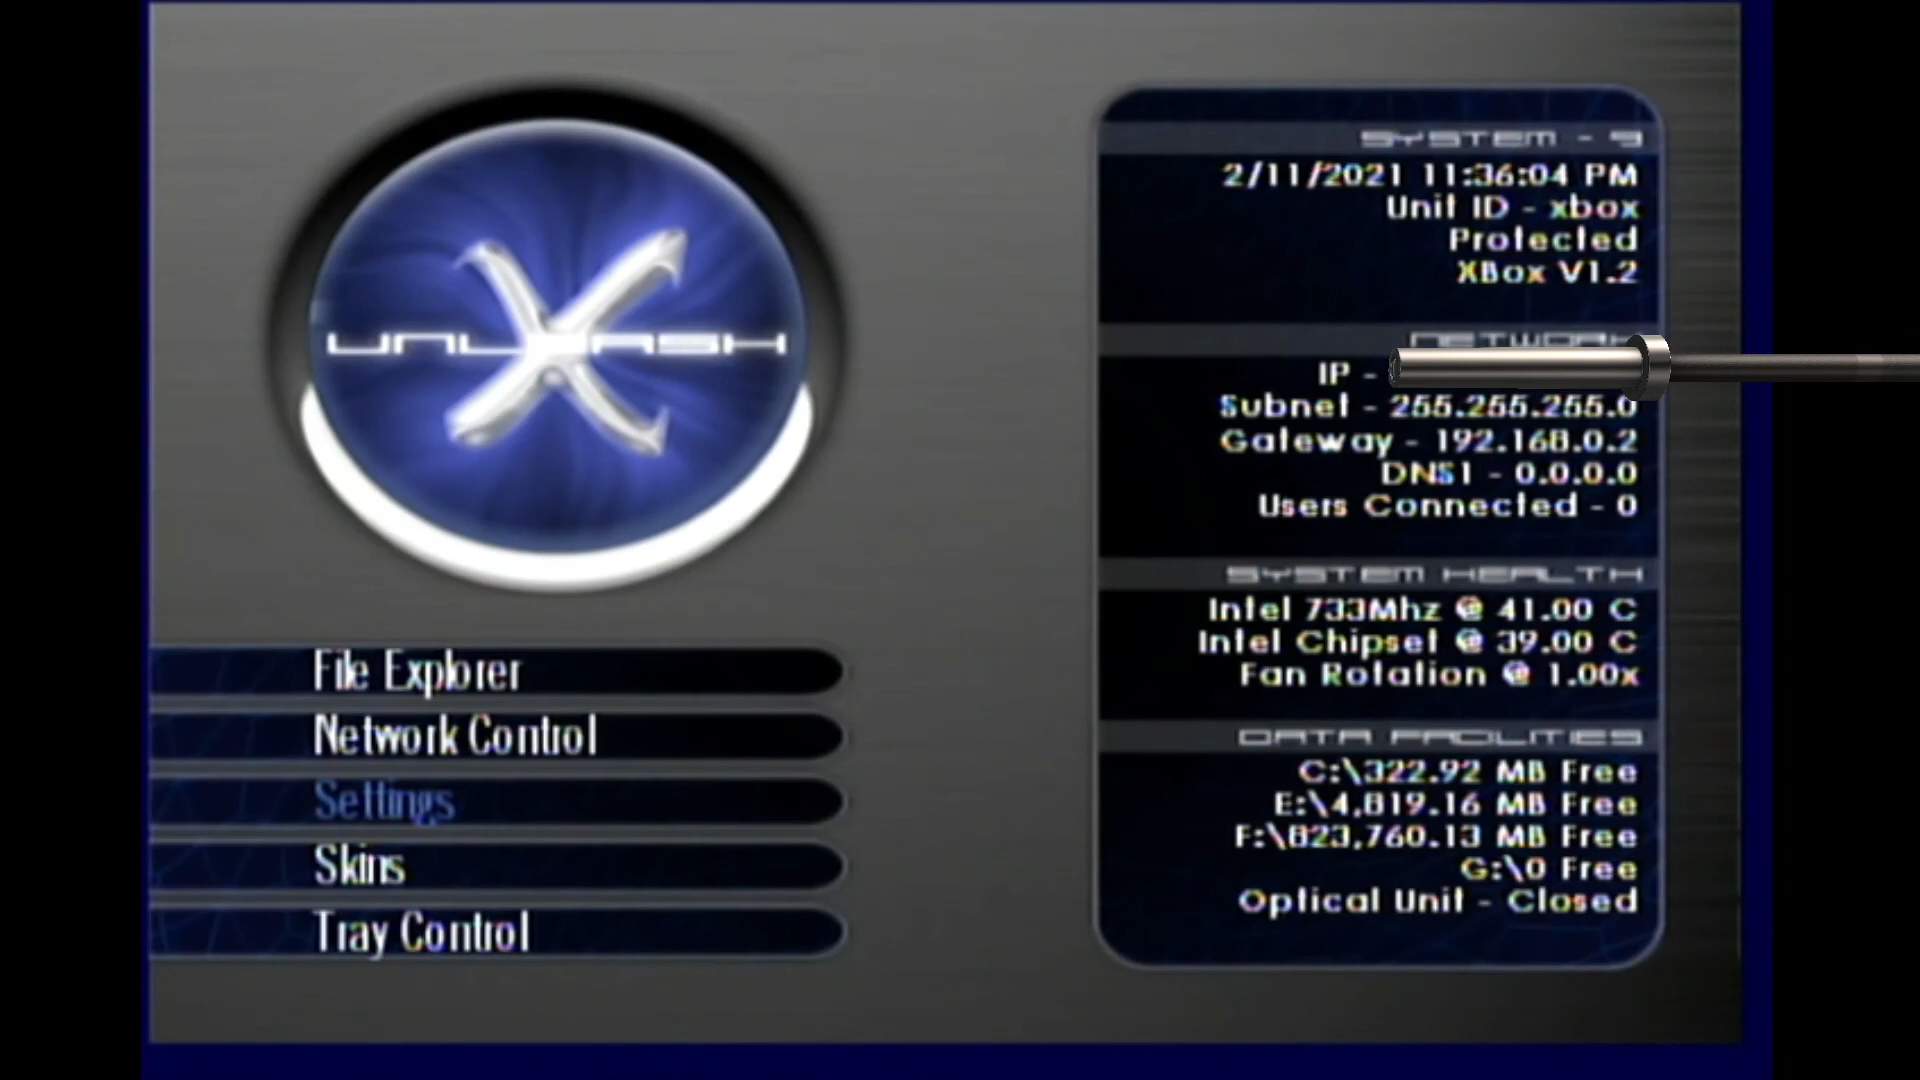 UNLEASH
File Explorer
Network Control
Settings
Skins
Tray Control
SYSTEM - 9
2/11/2021 11:36:04 PM
Unit ID - xbox
Protected
XBox V1.2
NETWORK
IP -
Subnet - 255.255.255.0
Gateway - 192.168.0.2
DNS1 - 0.0.0.0
Users Connected - 0
SYSTEM HEALTH
Intel 733Mhz @ 41.00 C
Intel Chipset @ 39.00 C
Fan Rotation @ 1.00x
DATA FACILITIES
C:\322.92 MB Free
E:\4,819.16 MB Free
F:\823,760.13 MB Free
G:\0 Free
Optical Unit - Closed